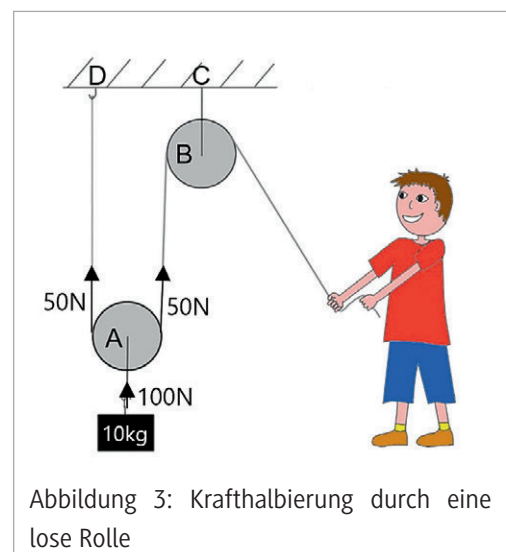 D
C
B
50N
50N
A
100N
10kg
Abbildung 3: Krafthalbierung durch eine
lose Rolle